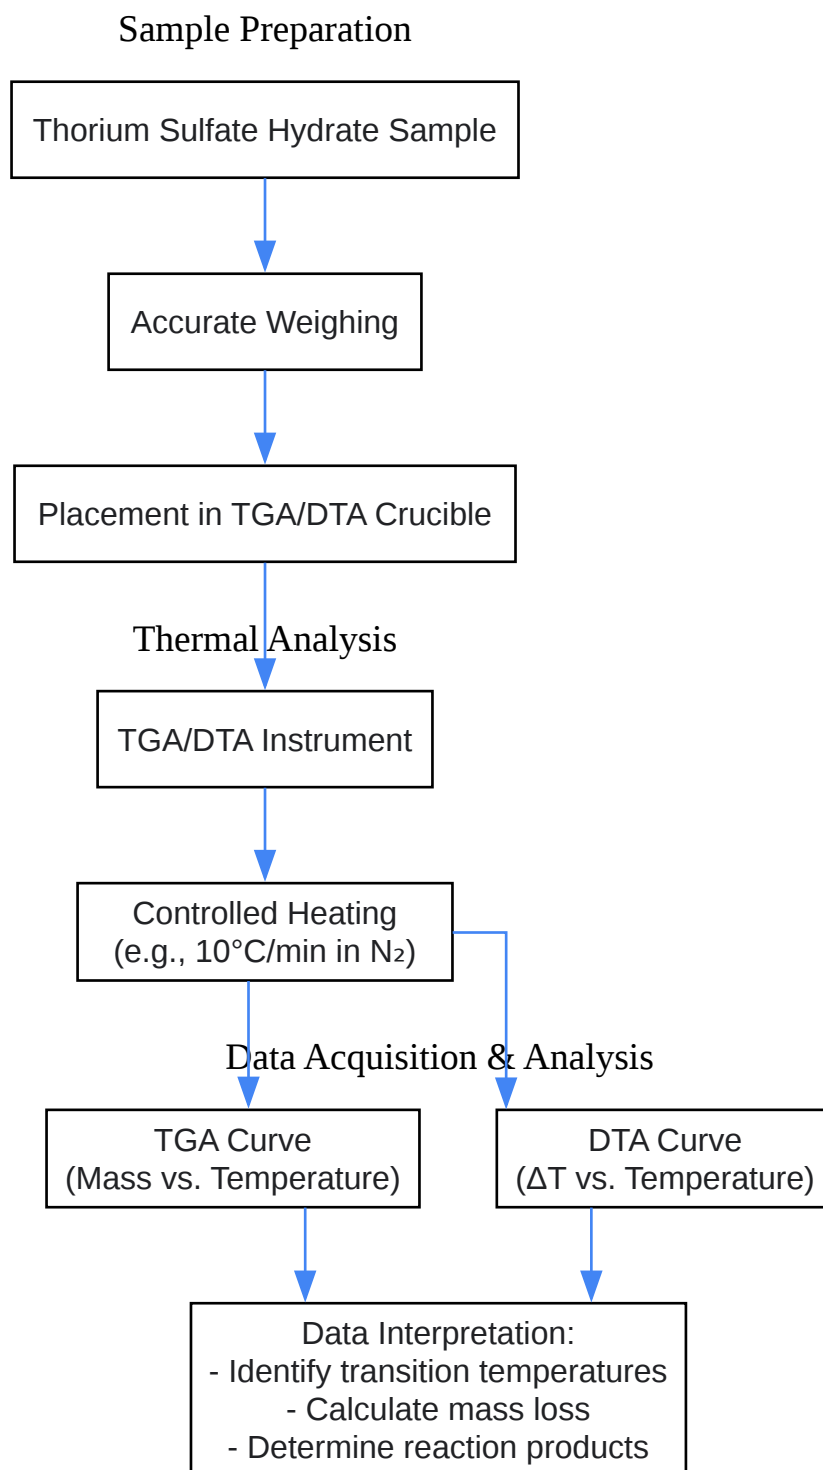 Sample Preparation
Thorium Sulfate Hydrate Sample
Accurate Weighing
Placement in TGA/DTA Crucible
Thermal Analysis
TGA/DTA Instrument
Controlled Heating
(e.g., 10°C/min in N₂)
Data Acquisition & Analysis
TGA Curve
(Mass vs. Temperature)
DTA Curve
(ΔT vs. Temperature)
Data Interpretation:
- Identify transition temperatures
- Calculate mass loss
- Determine reaction products